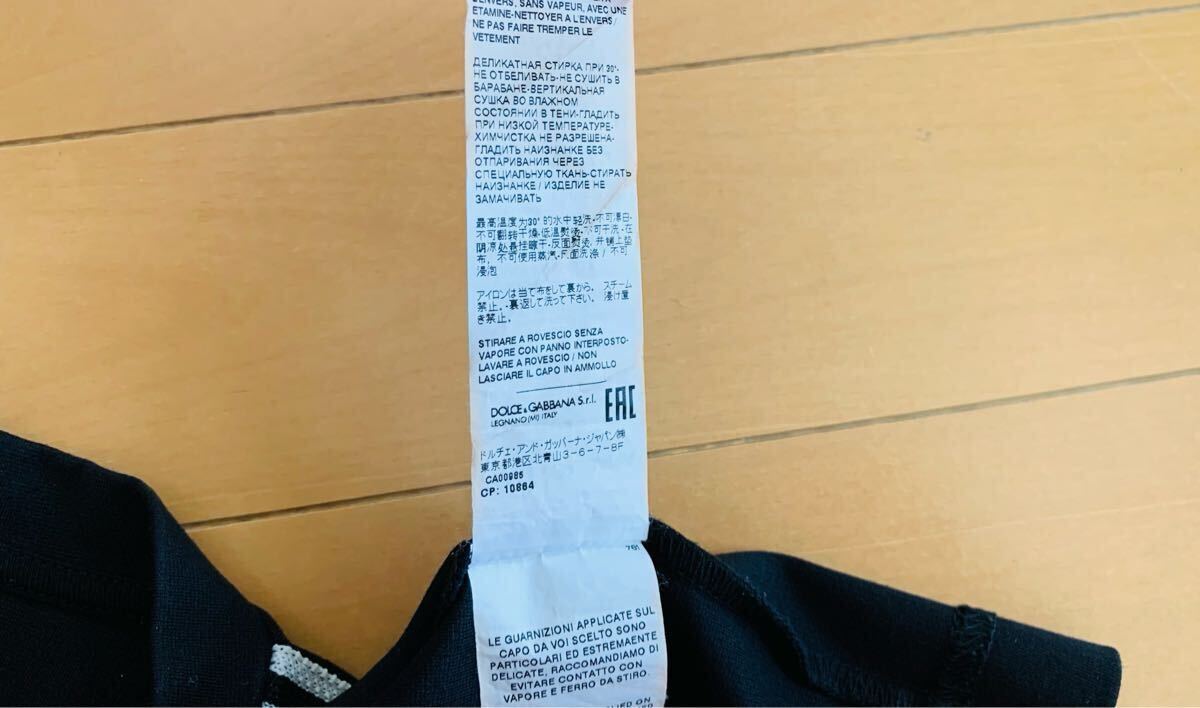 L'ENVERS, SANS VAPEUR, AVEC UNE
ETAMINE-NETTOYER A L'ENVERS /
NE PAS FAIRE TREMPER LE
VETEMENT
ДЕЛИКАТНАЯ СТИРКА ПРИ 30°-
НЕ ОТБЕЛИВАТЬ-НЕ СУШИТЬ В
БАРАБАНЕ-ВЕРТИКАЛЬНАЯ
СУШКА ВО ВЛАЖНОМ
СОСТОЯНИИ В ТЕНИ-ГЛАДИТЬ
ПРИ НИЗКОЙ ТЕМПЕРАТУРЕ-
ХИМЧИСТКА НЕ РАЗРЕШЕНА-
ГЛАДИТЬ НАИЗНАНКЕ БЕЗ
ОТПАРИВАНИЯ ЧЕРЕЗ
СПЕЦИАЛЬНУЮ ТКАНЬ-СТИРАТЬ
НАИЗНАНКЕ / ИЗДЕЛИЕ НЕ
ЗАМАЧИВАТЬ
最高温度为30°的水中轻洗-不可漂白-
不可翻转干燥-低温熨烫-不可干洗-在
阴凉处悬挂晾干-反面熨烫,并铺上垫
布,不可使用蒸汽-反面洗涤 / 不可
浸泡
アイロンは当て布をして裏から。 スチーム
禁止。-裏返して洗って下さい。 浸け置
き禁止。
STIRARE A ROVESCIO SENZA
VAPORE CON PANNO INTERPOSTO-
LAVARE A ROVESCIO / NON
LASCIARE IL CAPO IN AMMOLLO
DOLCE & GABBANA S.r.l.
LEGNANO (MI) ITALY
EAC
ドルチェ・アンド・ガッバーナ・ジャパン㈱
東京都港区北青山3-6-7-8F
CA00985
CP: 10864
761
LE GUARNIZIONI APPLICATE SUL
CAPO DA VOI SCELTO SONO
PARTICOLARI ED ESTREMAENTE
DELICATE, RACCOMANDIAMO DI
EVITARE CONTATTO CON
VAPORE E FERRO DA STIRO.